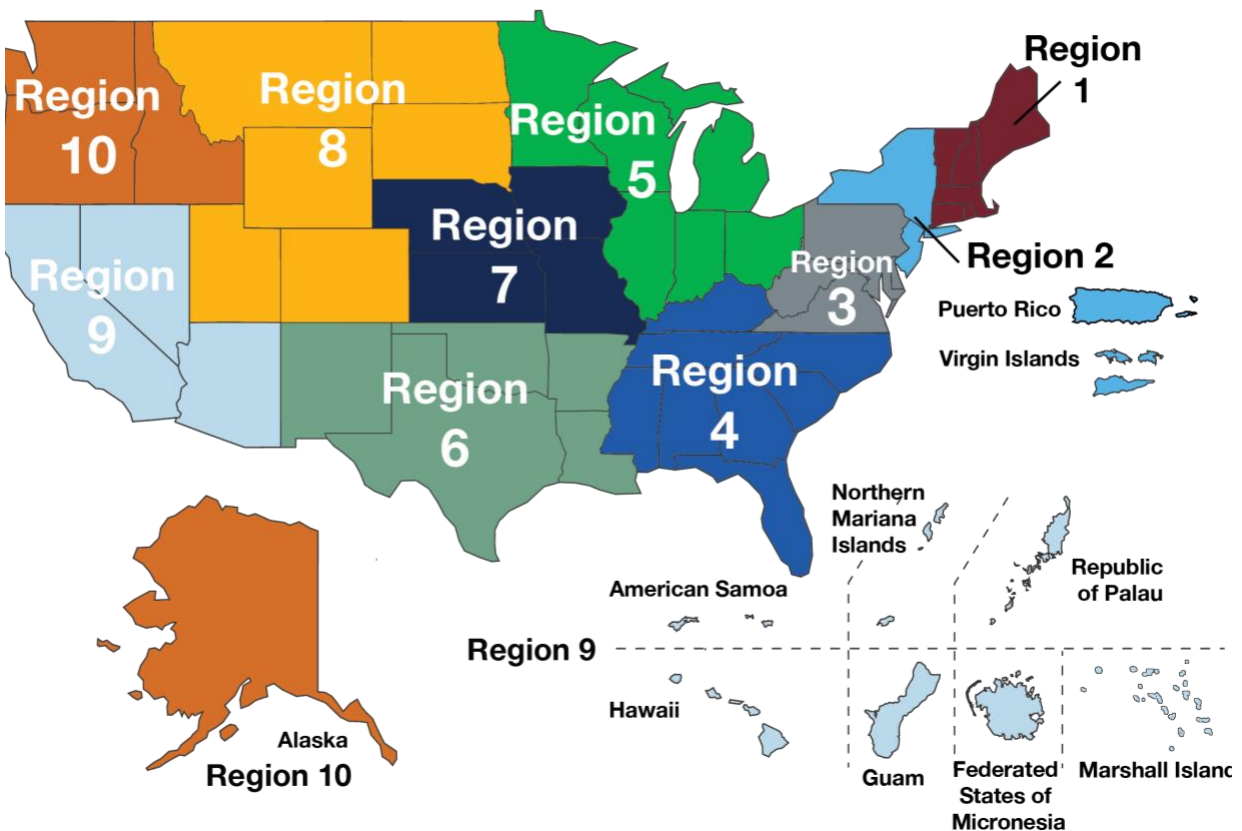 Region
1
Region
10
Region
8
Region
5
Region
7
Region
3
Region 2
Region
9
Puerto Rico
Virgin Islands
Region
6
Region
4
Northern
Mariana
Islands
Republic
of Palau
American Samoa
Region 9
Hawaii
Guam
Federated
States of
Micronesia
Marshall Islanc
Alaska
Region 10